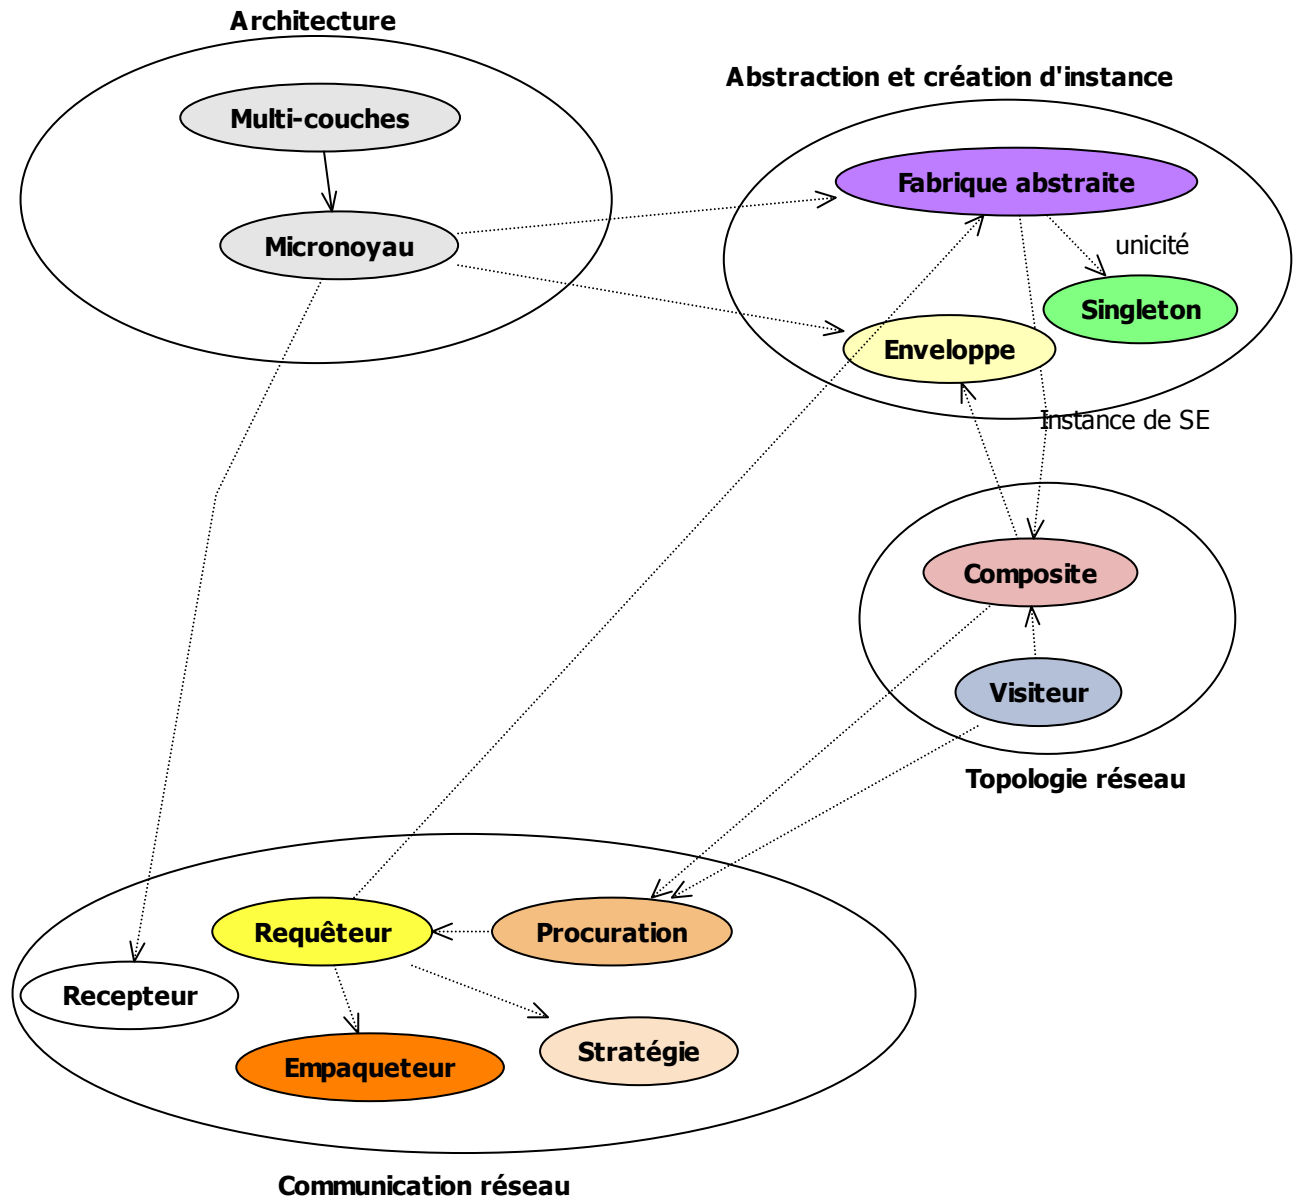 Architecture
Abstraction et création d'instance
Multi-couches
Fabrique abstraite
Micronoyau
unicité
Singleton
Enveloppe
Instance de SE
Composite
Visiteur
Topologie réseau
Requêteur
Procuration
Recepteur
Stratégie
Empaqueteur
Communication réseau